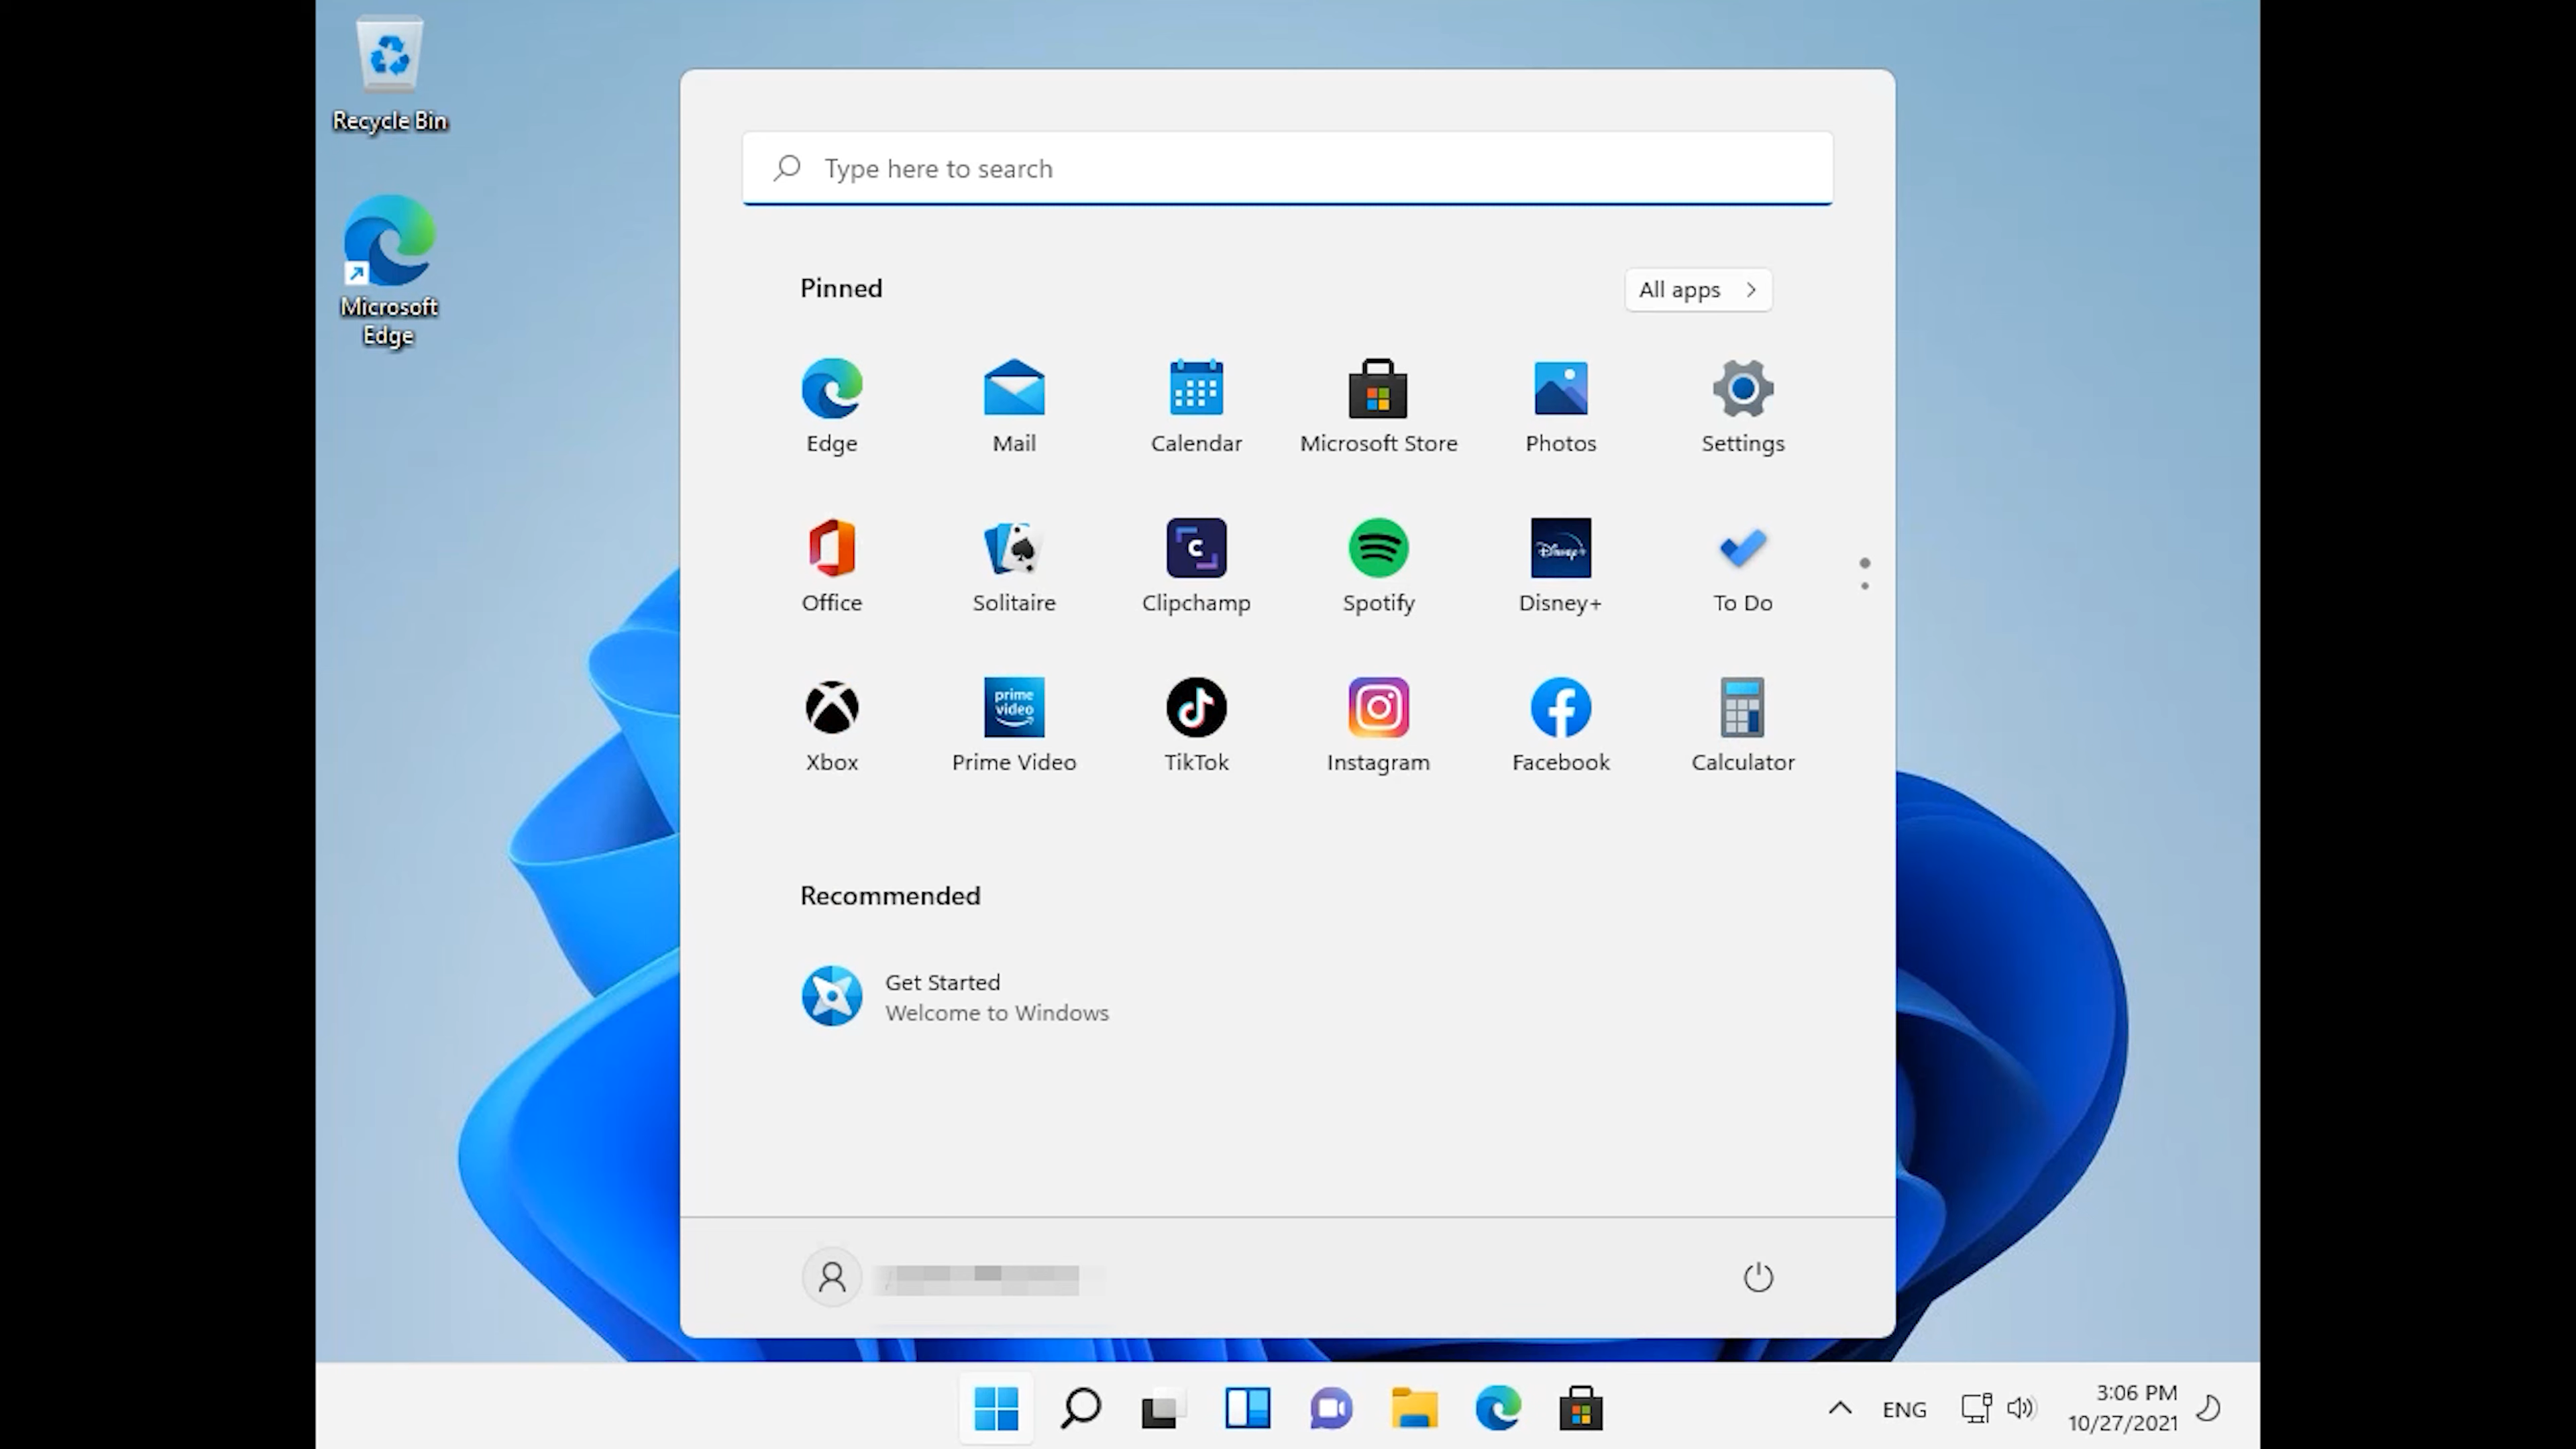 Recycle Bin
Microsoft
Edge
Type here to search
Pinned
All apps
Edge
Mail
Calendar
Microsoft Store
Photos
Settings
Office
Solitaire
C
Clipchamp
Spotify
Disney+
Disney+
To Do
Xbox
prime
video
Prime Video
TikTok
Instagram
Facebook
Calculator
Recommended
Get Started
Welcome to Windows
ENG
3:06 PM
10/27/2021